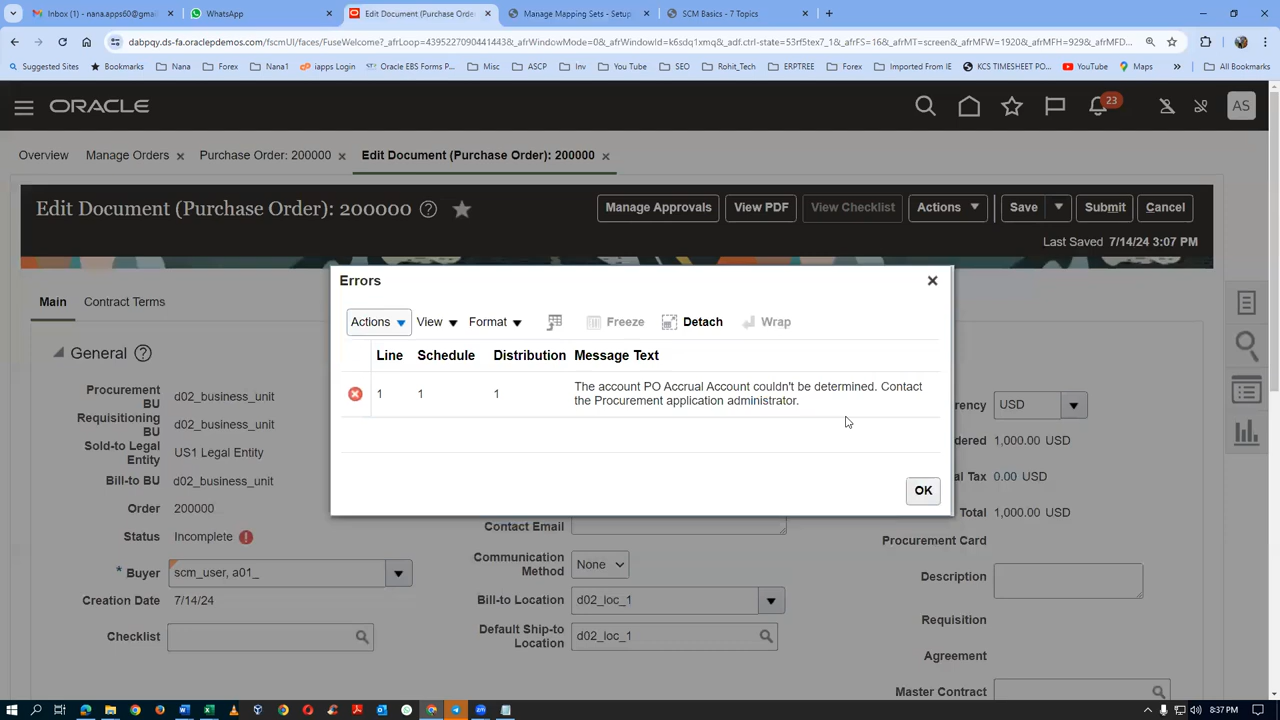 Inbox (1) - nana.apps60@gmai
WhatsApp
Edit Document (Purchase Order:
Manage Mapping Sets - Setup
SCM Basics - 7 Topics
dabpqy.ds-fa.oraclepdemos.com/fscmUI/faces/FuseWelcome?_afrLoop=4395227090441443&_afrWindowMode=0&_afrWindowId=k6sdq1xmq&_adf.ctrl-state=53rf5tex7_1&_afrFS=16&_afrMT=screen&_afrMFW=1920&_afrMFH=929&_afrMFD...
Suggested Sites
Bookmarks
Nana
Forex
Nana1
iapps Login
Oracle EBS Forms P...
Misc
ASCP
Inv
You Tube
SEO
Rohit_Tech
ERPTREE
Forex
Imported From IE
KCS TIMESHEET PO...
YouTube
Maps
»
All Bookmarks
ORACLE
23
AS
Overview
Manage Orders
Purchase Order: 200000
Edit Document (Purchase Order): 200000
Edit Document (Purchase Order): 200000
Manage Approvals
View PDF
View Checklist
Actions
Save
Submit
Cancel
Last Saved 7/14/24 3:07 PM
Errors
Main
Contract Terms
Actions
View
Format
Freeze
Detach
Wrap
General
Line
Schedule
Distribution
Message Text
1
1
1
The account PO Accrual Account couldn't be determined. Contact
the Procurement application administrator.
OK
Procurement BU
d02_business_unit
Requisitioning BU
d02_business_unit
Sold-to Legal Entity
US1 Legal Entity
Bill-to BU
d02_business_unit
Order
200000
Status
Incomplete
* Buyer
scm_user, a01_
Creation Date
7/14/24
Checklist
Contact Email
Communication Method
None
Bill-to Location
d02_loc_1
Default Ship-to Location
d02_loc_1
rency
USD
dered
1,000.00 USD
al Tax
0.00 USD
Total
1,000.00 USD
Procurement Card
Description
Requisition
Agreement
Master Contract
8:37 PM